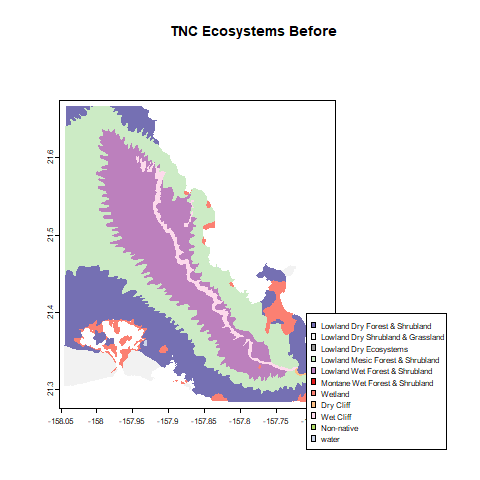 TNC Ecosystems Before
21.6
21.5
21.4
21.3
-158.05
-158
-157.95
-157.9
-157.85
-157.8
-157.75
Lowland Dry Forest & Shrubland
Lowland Dry Shrubland & Grassland
Lowland Dry Ecosystems
Lowland Mesic Forest & Shrubland
Lowland Wet Forest & Shrubland
Montane Wet Forest & Shrubland
Wetland
Dry Cliff
Wet Cliff
Non-native
water